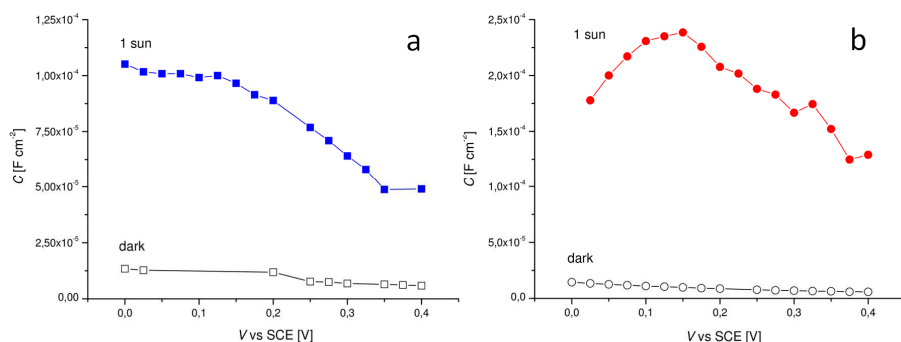 a
1 sun
dark
C [F cm⁻²]
1,25x10⁻⁴
1,00x10⁻⁴
7,50x10⁻⁵
5,00x10⁻⁵
2,50x10⁻⁵
0,00
0,0 0,1 0,2 0,3 0,4
V vs SCE [V]
b
1 sun
dark
C [F cm⁻²]
2,5x10⁻⁴
2,0x10⁻⁴
1,5x10⁻⁴
1,0x10⁻⁴
5,0x10⁻⁵
0,0
0,0 0,1 0,2 0,3 0,4
V vs SCE [V]